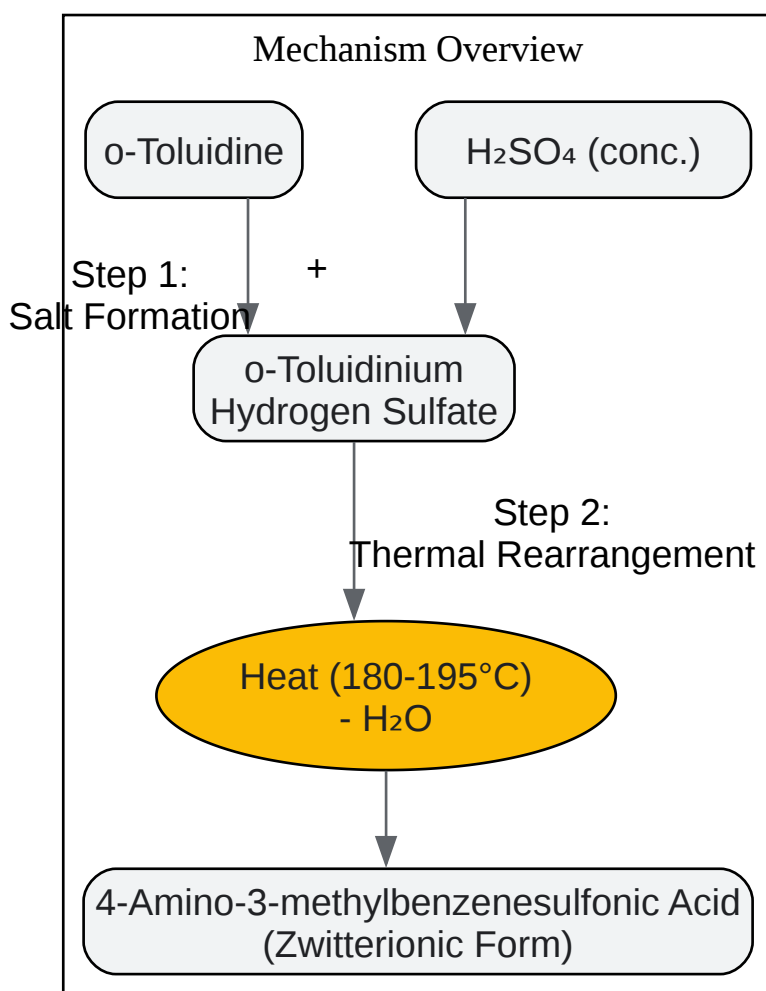 Mechanism Overview
o-Toluidine
H₂SO₄ (conc.)
Step 1:
Salt Formation
+
o-Toluidinium
Hydrogen Sulfate
Step 2:
Thermal Rearrangement
Heat (180-195°C)
- H₂O
4-Amino-3-methylbenzenesulfonic Acid
(Zwitterionic Form)